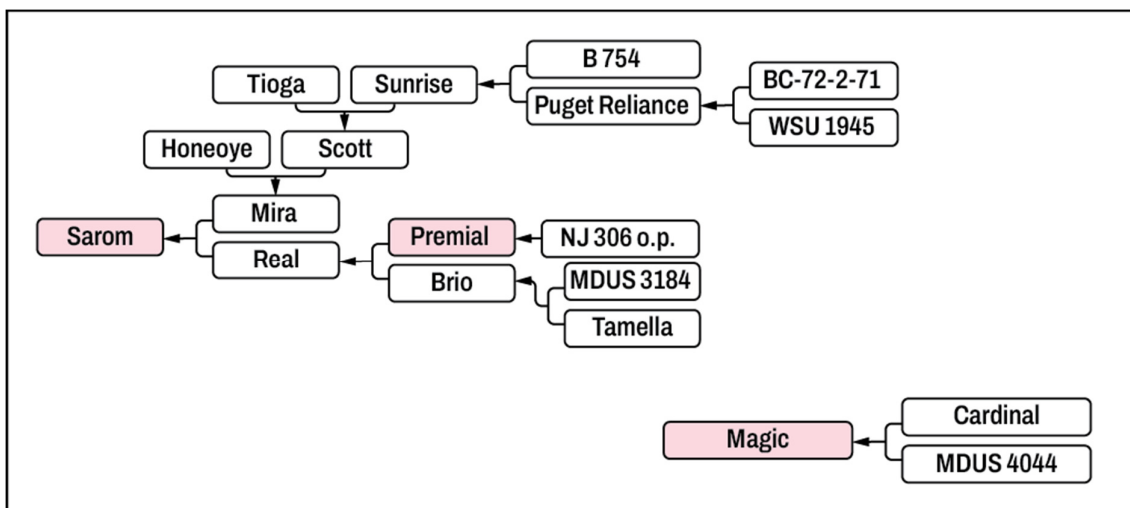 B 754
Tioga
Sunrise
BC-72-2-71
Puget Reliance
WSU 1945
Honeoye
Scott
Mira
Sarom
Premial
NJ 306 o.p.
Real
Brio
MDUS 3184
Tamella
Cardinal
Magic
MDUS 4044